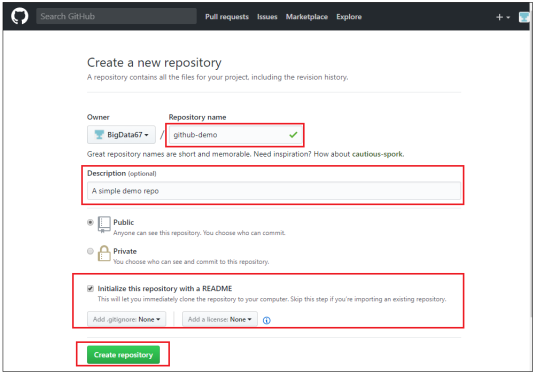 Search GitHub
Pull requests Issues Marketplace Explore
Create a new repository
A repository contains all the files for your project, including the revision history.
Owner Repository name
BigData67 / github-demo
Great repository names are short and memorable. Need inspiration? How about cautious-spork.
Description (optional)
A simple demo repo
Public
Anyone can see this repository. You choose who can commit.
Private
You choose who can see and commit to this repository.
Initialize this repository with a README
This will let you immediately clone the repository to your computer. Skip this step if you're importing an existing repository.
Add .gitignore: None Add a license: None
Create repository